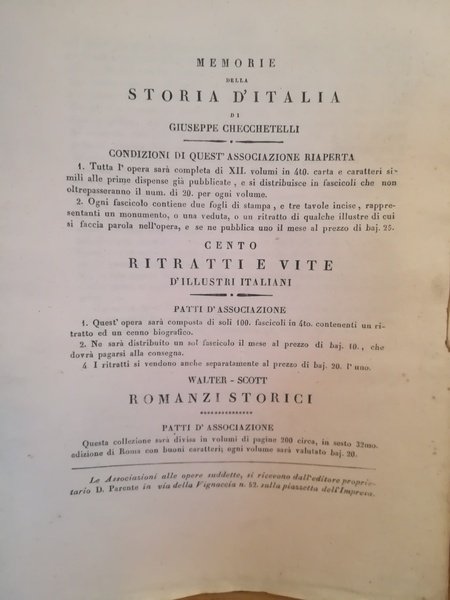 MEMORIE
DELLA
STORIA D'ITALIA
DI
GIUSEPPE CHECCHETELLI
CONDIZIONI DI QUEST' ASSOCIAZIONE RIAPERTA
1. Tutta l' opera sarà completa di XII. volumi in 4to. carta e caratteri si-
mili alle prime dispense già pubblicate, e si distribuisce in fascicoli che non
oltrepasseranno il num. di 20. per ogni volume.
2. Ogni fascicolo contiene due fogli di stampa, e tre tavole incise, rappre-
sentanti un monumento, o una veduta, o un ritratto di qualche illustre di cui
si faccia parola nell'opera, e se ne pubblica uno il mese al prezzo di baj. 25.
CENTO
RITRATTI E VITE
D'ILLUSTRI ITALIANI
PATTI D'ASSOCIAZIONE
1. Quest' opera sarà composta di soli 100. fascicoli in 4to. contenenti un ri-
tratto ed un cenno biografico.
2. Ne sarà distribuito un sol fascicolo il mese al prezzo di baj. 10., che
dovrà pagarsi alla consegna.
4 I ritratti si vendono anche separatamente al prezzo di baj. 20. l' uno.
WALTER - SCOTT
ROMANZI STORICI
PATTI D'ASSOCIAZIONE
Questa collezione sarà divisa in volumi di pagine 200 circa, in sesto 32mo.
edizione di Roma con buoni caratteri; ogni volume sarà valutato baj. 20.
Le Associazioni alle opere suddette, si ricevono dall'editore proprie-
tario D. Parente in via della Vignaccia n. 52. sulla piazzetta dell'Impresa.